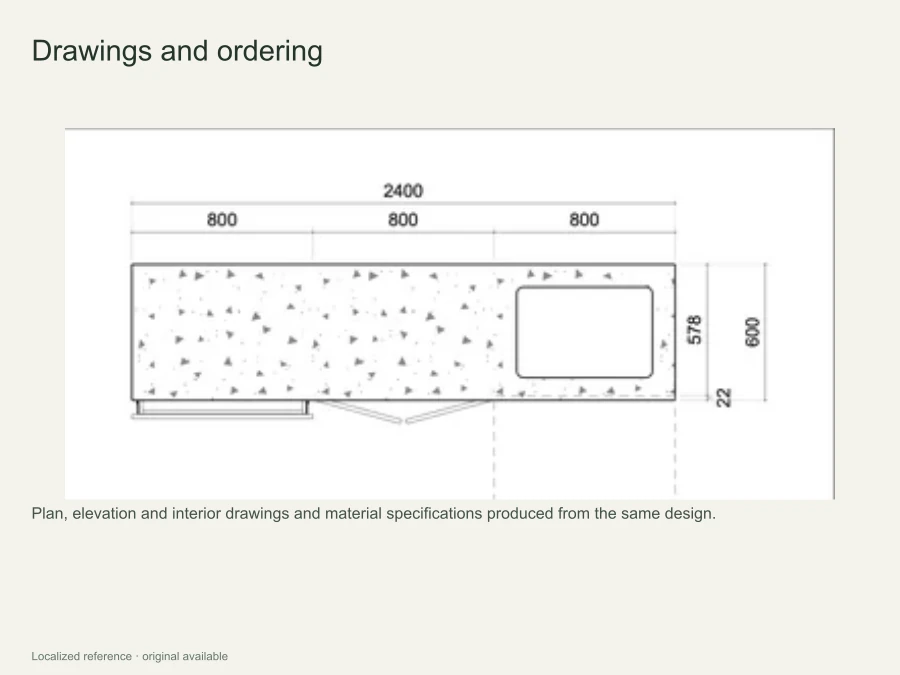 Drawings and ordering
2400
800 800 800
578
600
22
Plan, elevation and interior drawings and material specifications produced from the same design.
Localized reference · original available